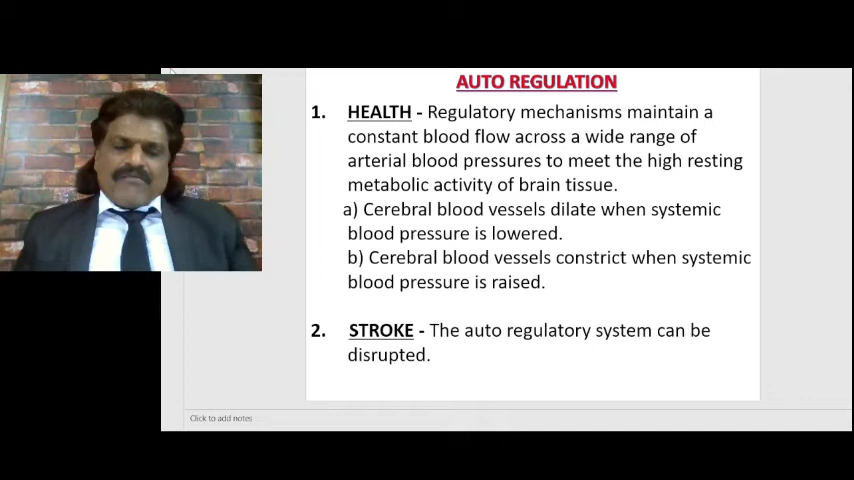 AUTO REGULATION
1. HEALTH - Regulatory mechanisms maintain a
constant blood flow across a wide range of
arterial blood pressures to meet the high resting
metabolic activity of brain tissue.
a) Cerebral blood vessels dilate when systemic
blood pressure is lowered.
b) Cerebral blood vessels constrict when systemic
blood pressure is raised.
2. STROKE - The auto regulatory system can be
disrupted.
Click to add notes